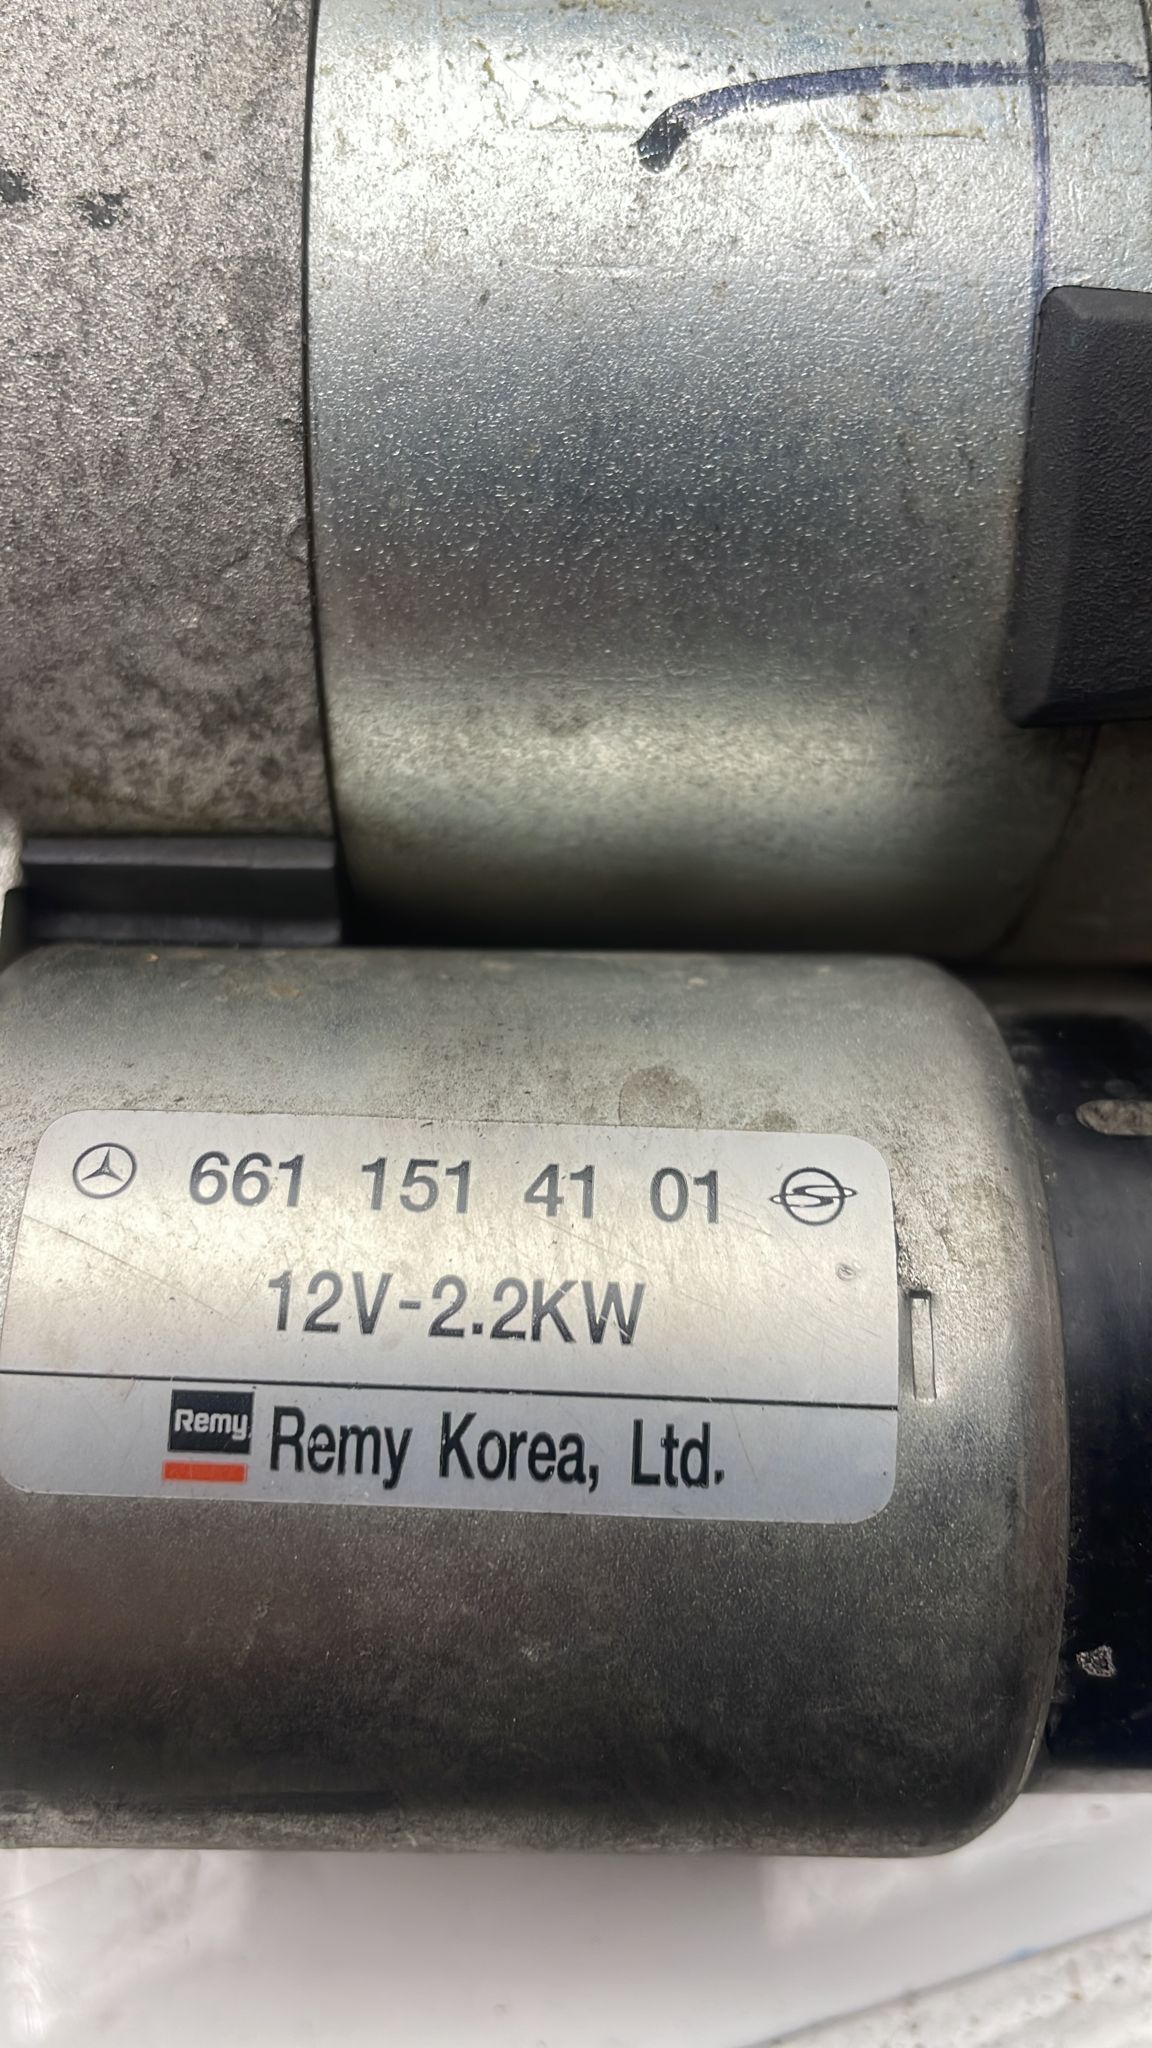 661 151 41 01
12V-2.2KW
Remy Remy Korea, Ltd.